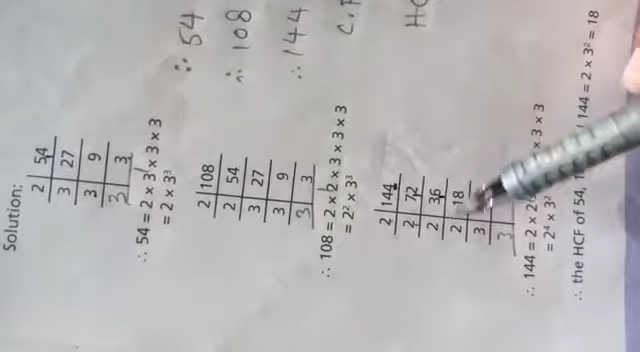 Solution:
2 | 54
3 | 27
3 | 9
3 | 3
∴ 54 = 2 × 3 × 3 × 3
= 2 × 3³
2 | 108
2 | 54
3 | 27
3 | 9
3 | 3
∴ 108 = 2 × 2 × 3 × 3 × 3
= 2² × 3³
2 | 144
2 | 72
2 | 36
2 | 18
3
3
∴ 144 = 2 × 2 × 3 × 3
= 2⁴ × 3²
∴ the HCF of 54, 144 = 2 × 3² = 18
∴ 54
∴ 108
∴ 144
C.F
HC